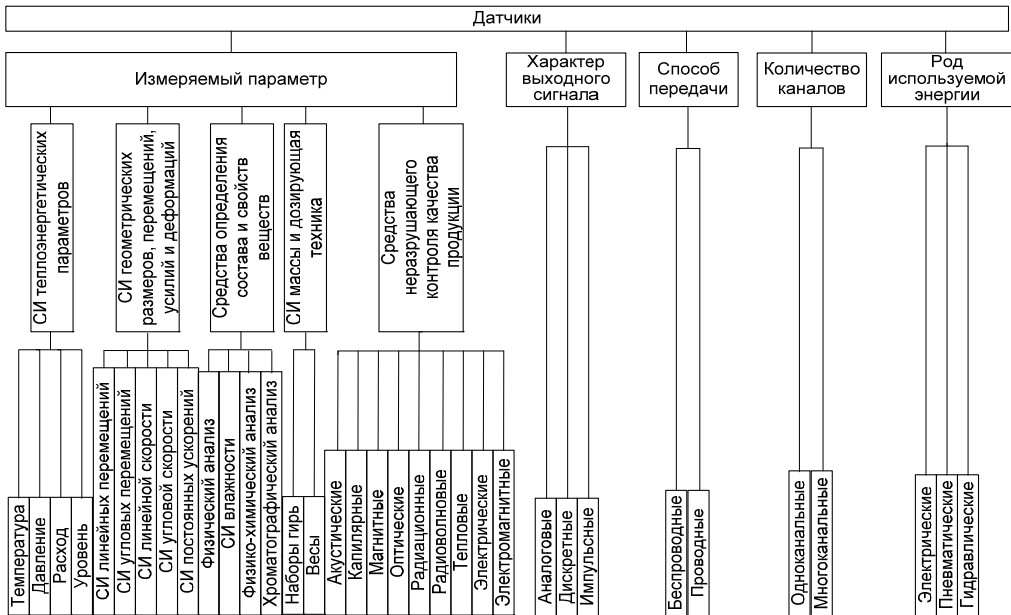 Датчики
Измеряемый параметр
Характер
выходного
сигнала
Способ
передачи
Количество
каналов
Род
используемой
энергии
СИ теплоэнергетических
параметров
СИ геометрических
размеров, перемещений,
усилий и деформаций
Средства определения
состава и свойств
веществ
СИ массы и дозирующая
техника
Средства
неразрушающего
контроля качества
продукции
Температура
Давление
Расход
Уровень
СИ линейных перемещений
СИ угловых перемещений
СИ линейной скорости
СИ угловой скорости
СИ постоянных ускорений
Физический анализ
СИ влажности
Физико-химический анализ
Хроматографический анализ
Наборы гирь
Весы
Акустические
Капилярные
Магнитные
Оптические
Радиационные
Радиоволновые
Тепловые
Электрические
Электромагнитные
Аналоговые
Дискретные
Импульсные
Беспроводные
Проводные
Одноканальные
Многоканальные
Электрические
Пневматические
Гидравлические